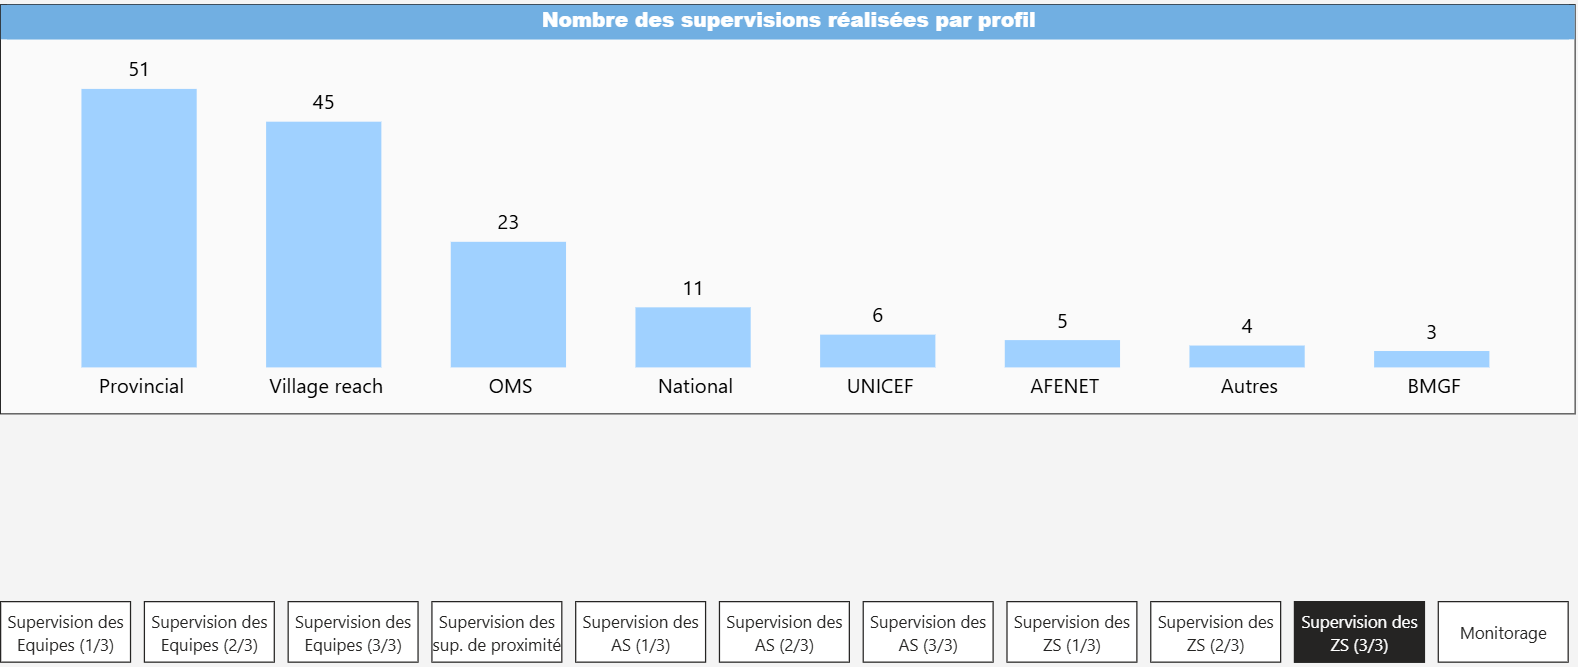 Nombre des supervisions réalisées par profil
51
45
23
11
6
5
4
3
Provincial
Village reach
OMS
National
UNICEF
AFENET
Autres
BMGF
Supervision des
Equipes (1/3)
Supervision des
Equipes (2/3)
Supervision des
Equipes (3/3)
Supervision des
sup. de proximité
Supervision des
AS (1/3)
Supervision des
AS (2/3)
Supervision des
AS (3/3)
Supervision des
ZS (1/3)
Supervision des
ZS (2/3)
Supervision des
ZS (3/3)
Monitorage